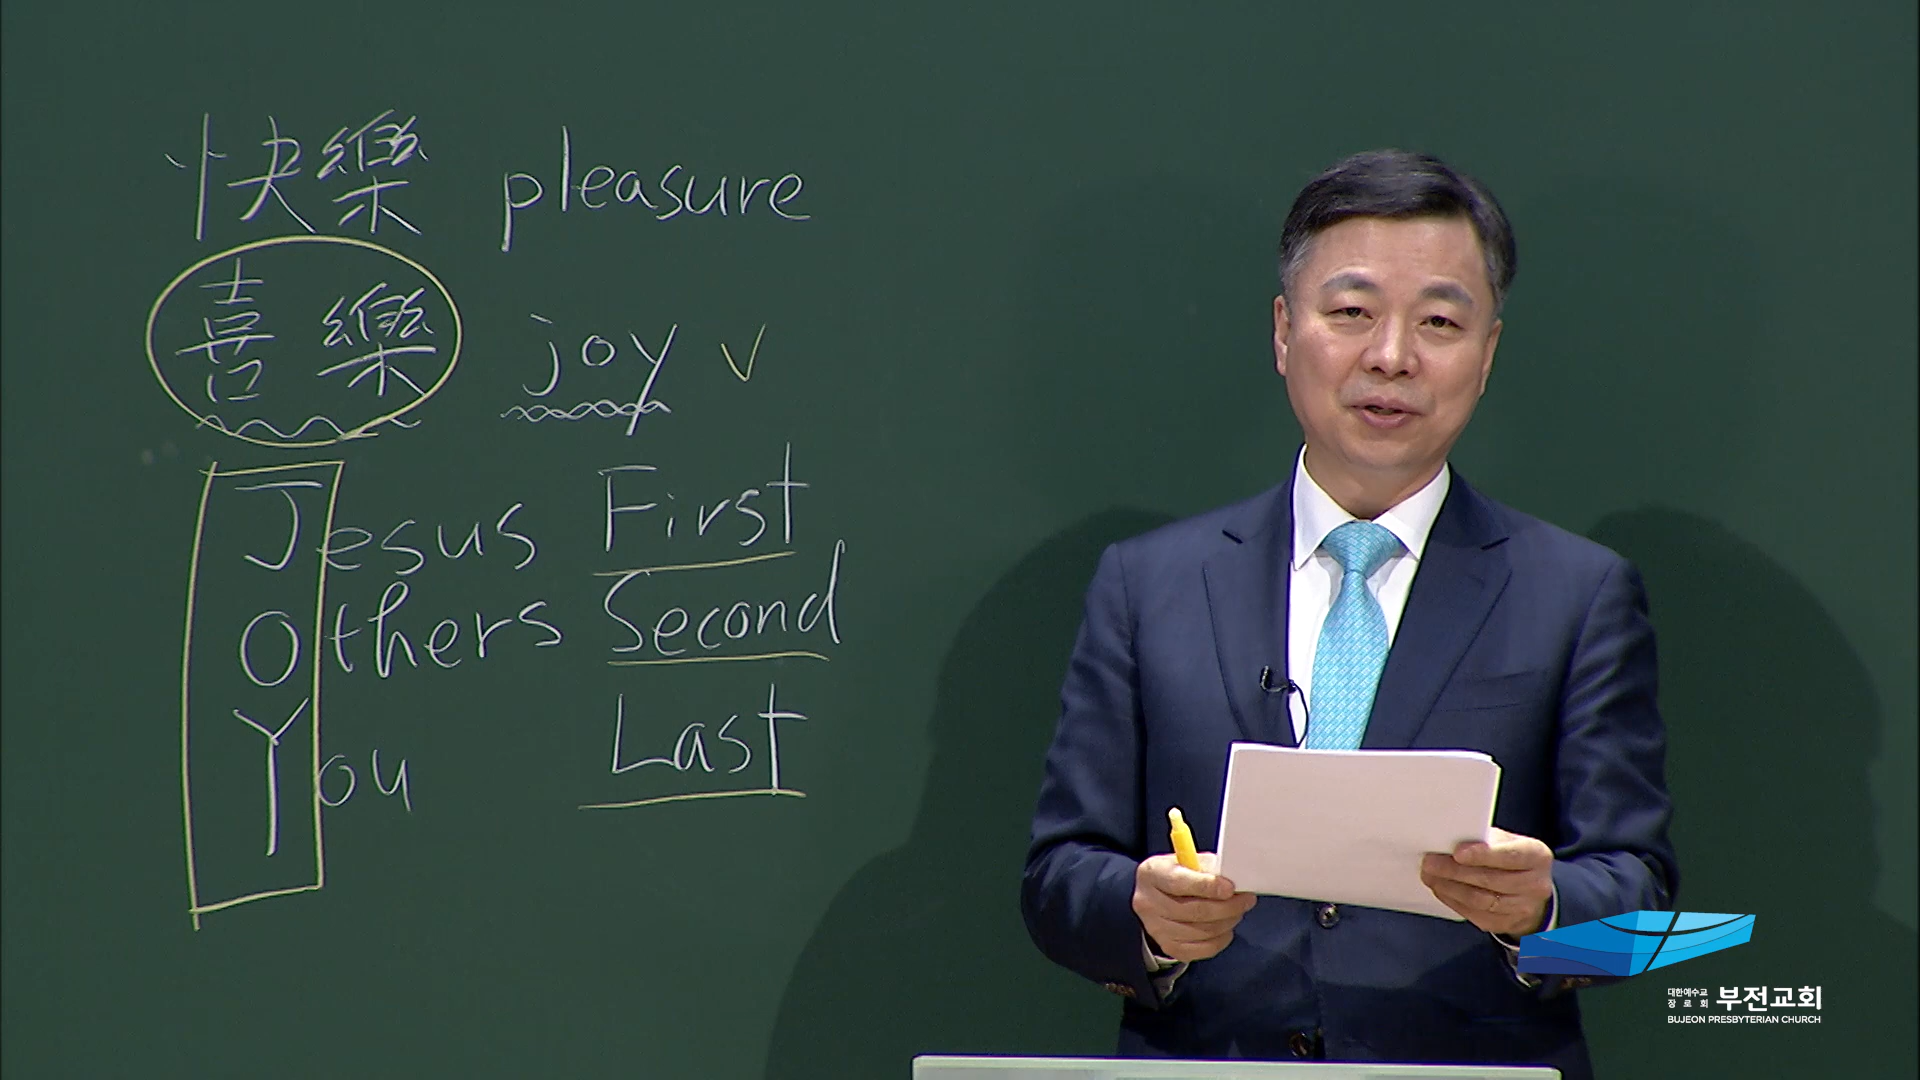 快樂 pleasure
喜樂 joy ✓
Jesus First
Others Second
You Last
대한예수교
장로회 부전교회
BUJEON PRESBYTERIAN CHURCH